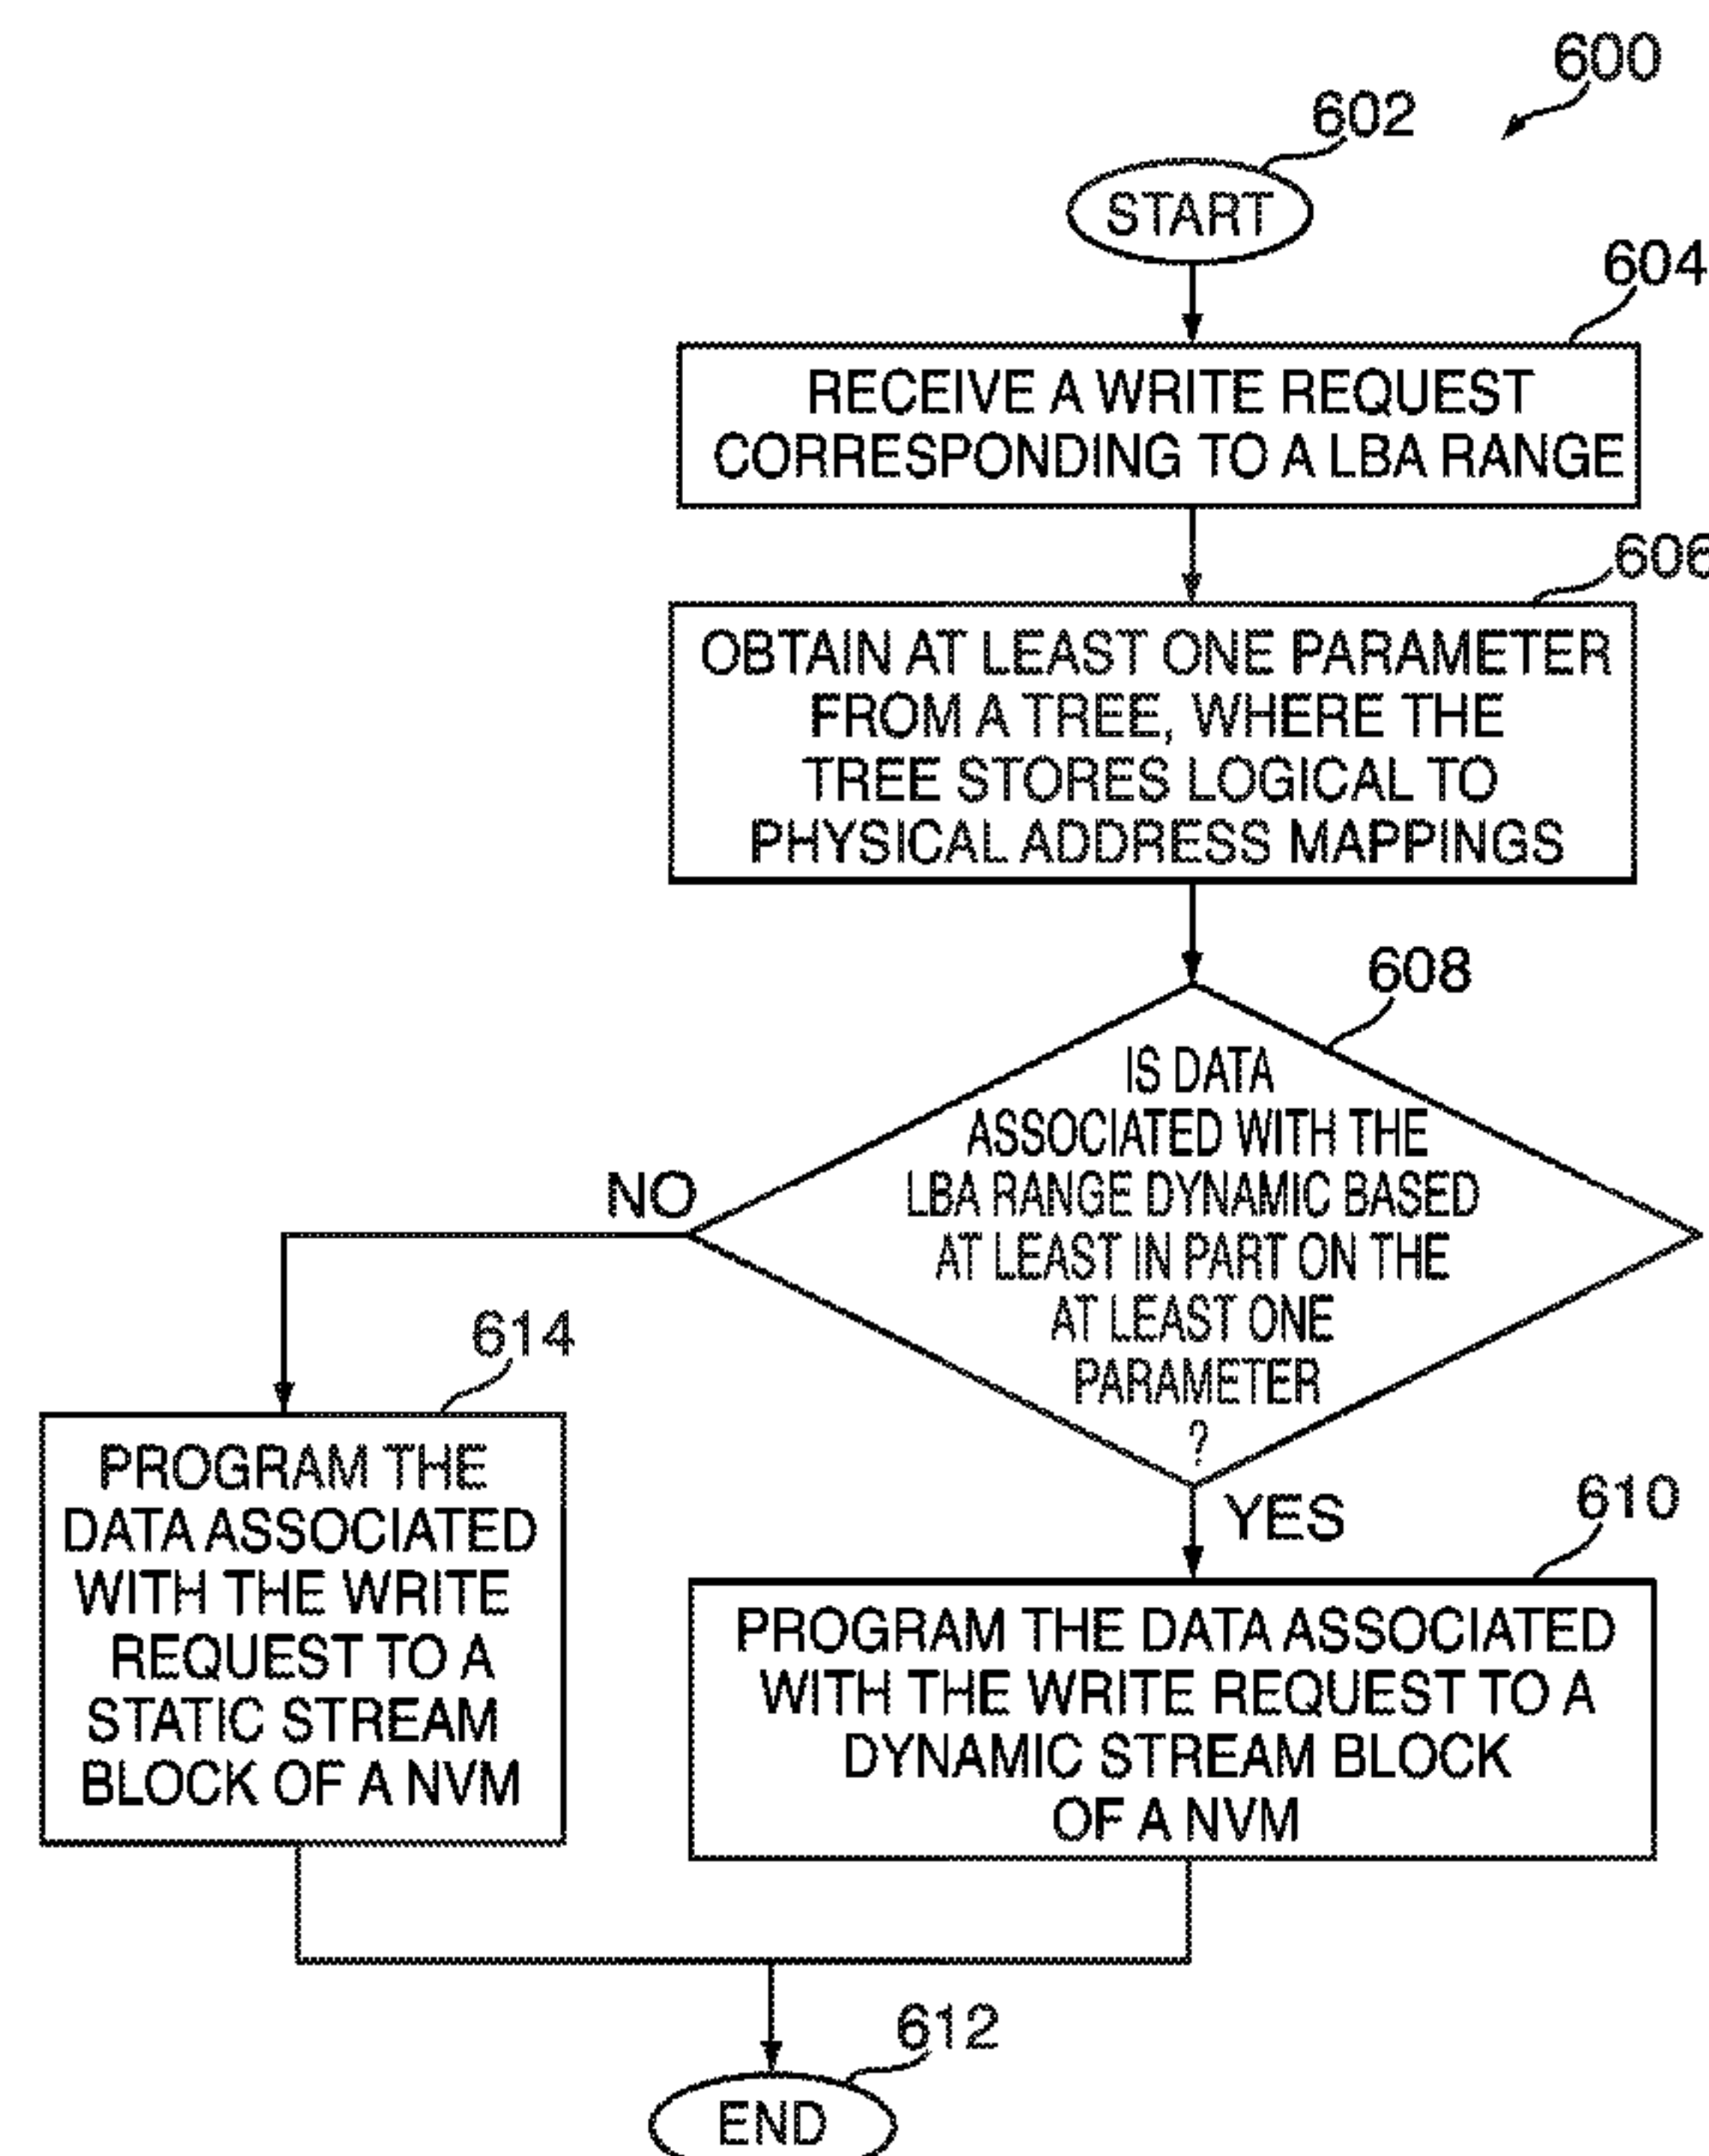 600
602
START
604
RECEIVE A WRITE REQUEST
CORRESPONDING TO A LBA RANGE
606
OBTAIN AT LEAST ONE PARAMETER
FROM A TREE, WHERE THE
TREE STORES LOGICAL TO
PHYSICAL ADDRESS MAPPINGS
608
IS DATA
ASSOCIATED WITH THE
LBA RANGE DYNAMIC BASED
AT LEAST IN PART ON THE
AT LEAST ONE
PARAMETER
?
NO
YES
614
PROGRAM THE
DATA ASSOCIATED
WITH THE WRITE
REQUEST TO A
STATIC STREAM
BLOCK OF A NVM
610
PROGRAM THE DATA ASSOCIATED
WITH THE WRITE REQUEST TO A
DYNAMIC STREAM BLOCK
OF A NVM
612
END